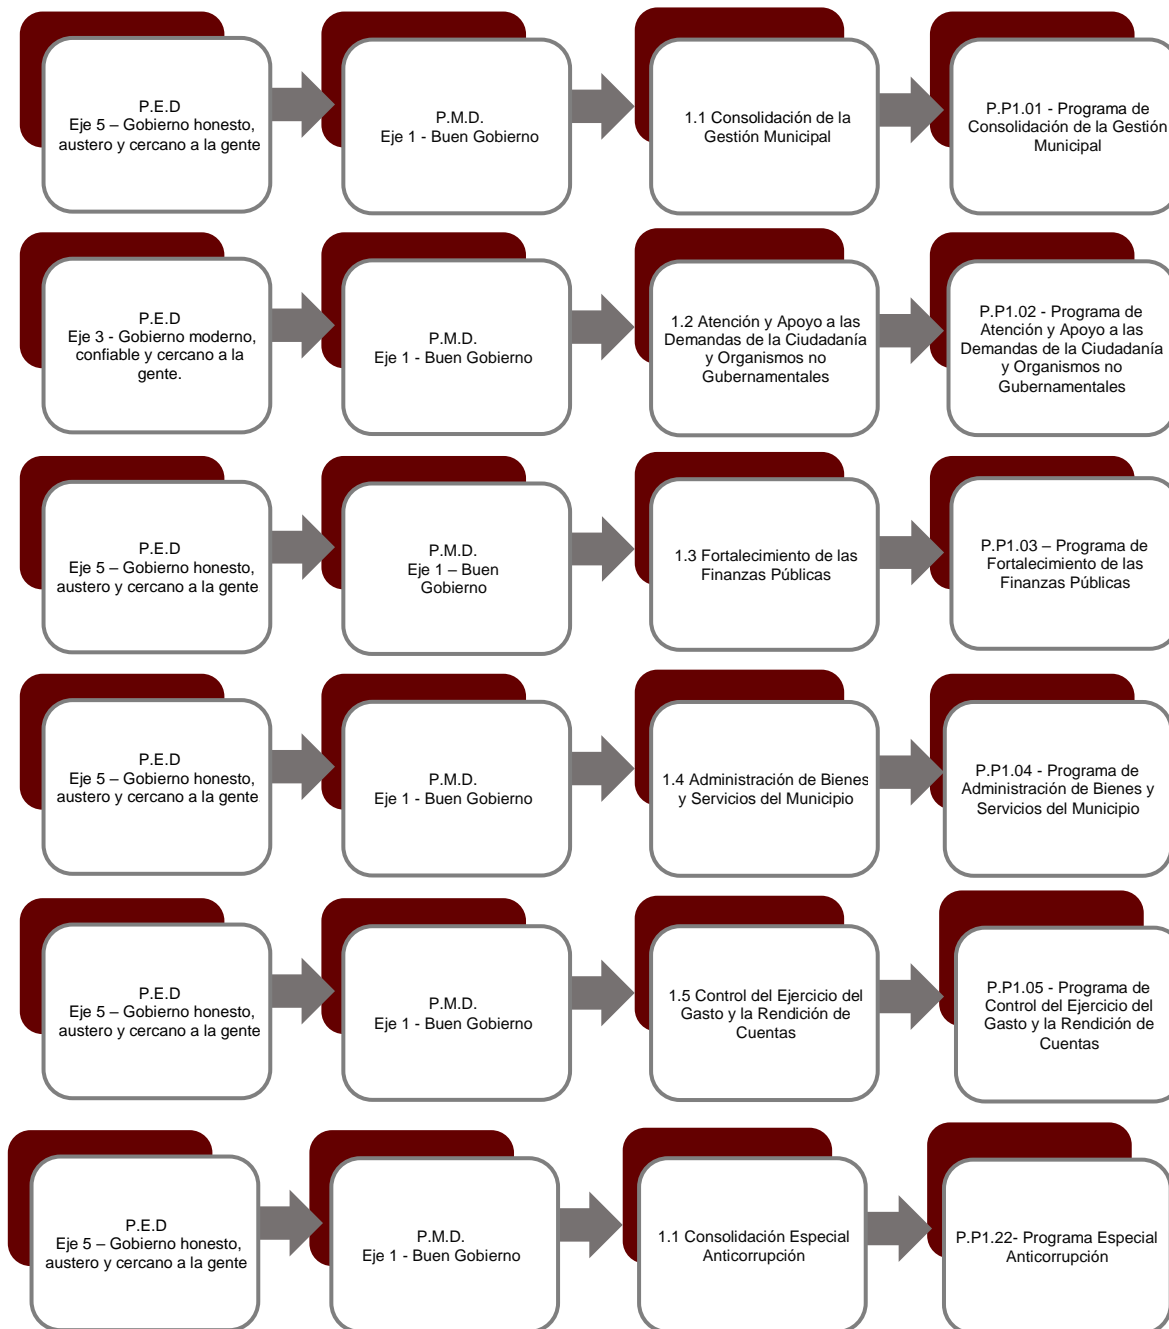 P.E.D
Eje 5 – Gobierno honesto,
austero y cercano a la gente
P.M.D.
Eje 1 - Buen Gobierno
1.1 Consolidación de la
Gestión Municipal
P.P1.01 - Programa de
Consolidación de la Gestión
Municipal
P.E.D
Eje 3 - Gobierno moderno,
confiable y cercano a la
gente.
P.M.D.
Eje 1 - Buen Gobierno
1.2 Atención y Apoyo a las
Demandas de la Ciudadanía
y Organismos no
Gubernamentales
P.P1.02 - Programa de
Atención y Apoyo a las
Demandas de la Ciudadanía
y Organismos no
Gubernamentales
P.E.D
Eje 5 – Gobierno honesto,
austero y cercano a la gente
P.M.D.
Eje 1 – Buen
Gobierno
1.3 Fortalecimiento de las
Finanzas Públicas
P.P1.03 – Programa de
Fortalecimiento de las
Finanzas Públicas
P.E.D
Eje 5 – Gobierno honesto,
austero y cercano a la gente
P.M.D.
Eje 1 - Buen Gobierno
1.4 Administración de Bienes
y Servicios del Municipio
P.P1.04 - Programa de
Administración de Bienes y
Servicios del Municipio
P.E.D
Eje 5 – Gobierno honesto,
austero y cercano a la gente
P.M.D.
Eje 1 - Buen Gobierno
1.5 Control del Ejercicio del
Gasto y la Rendición de
Cuentas
P.P1.05 - Programa de
Control del Ejercicio del
Gasto y la Rendición de
Cuentas
P.E.D
Eje 5 – Gobierno honesto,
austero y cercano a la gente
P.M.D.
Eje 1 - Buen Gobierno
1.1 Consolidación Especial
Anticorrupción
P.P1.22- Programa Especial
Anticorrupción